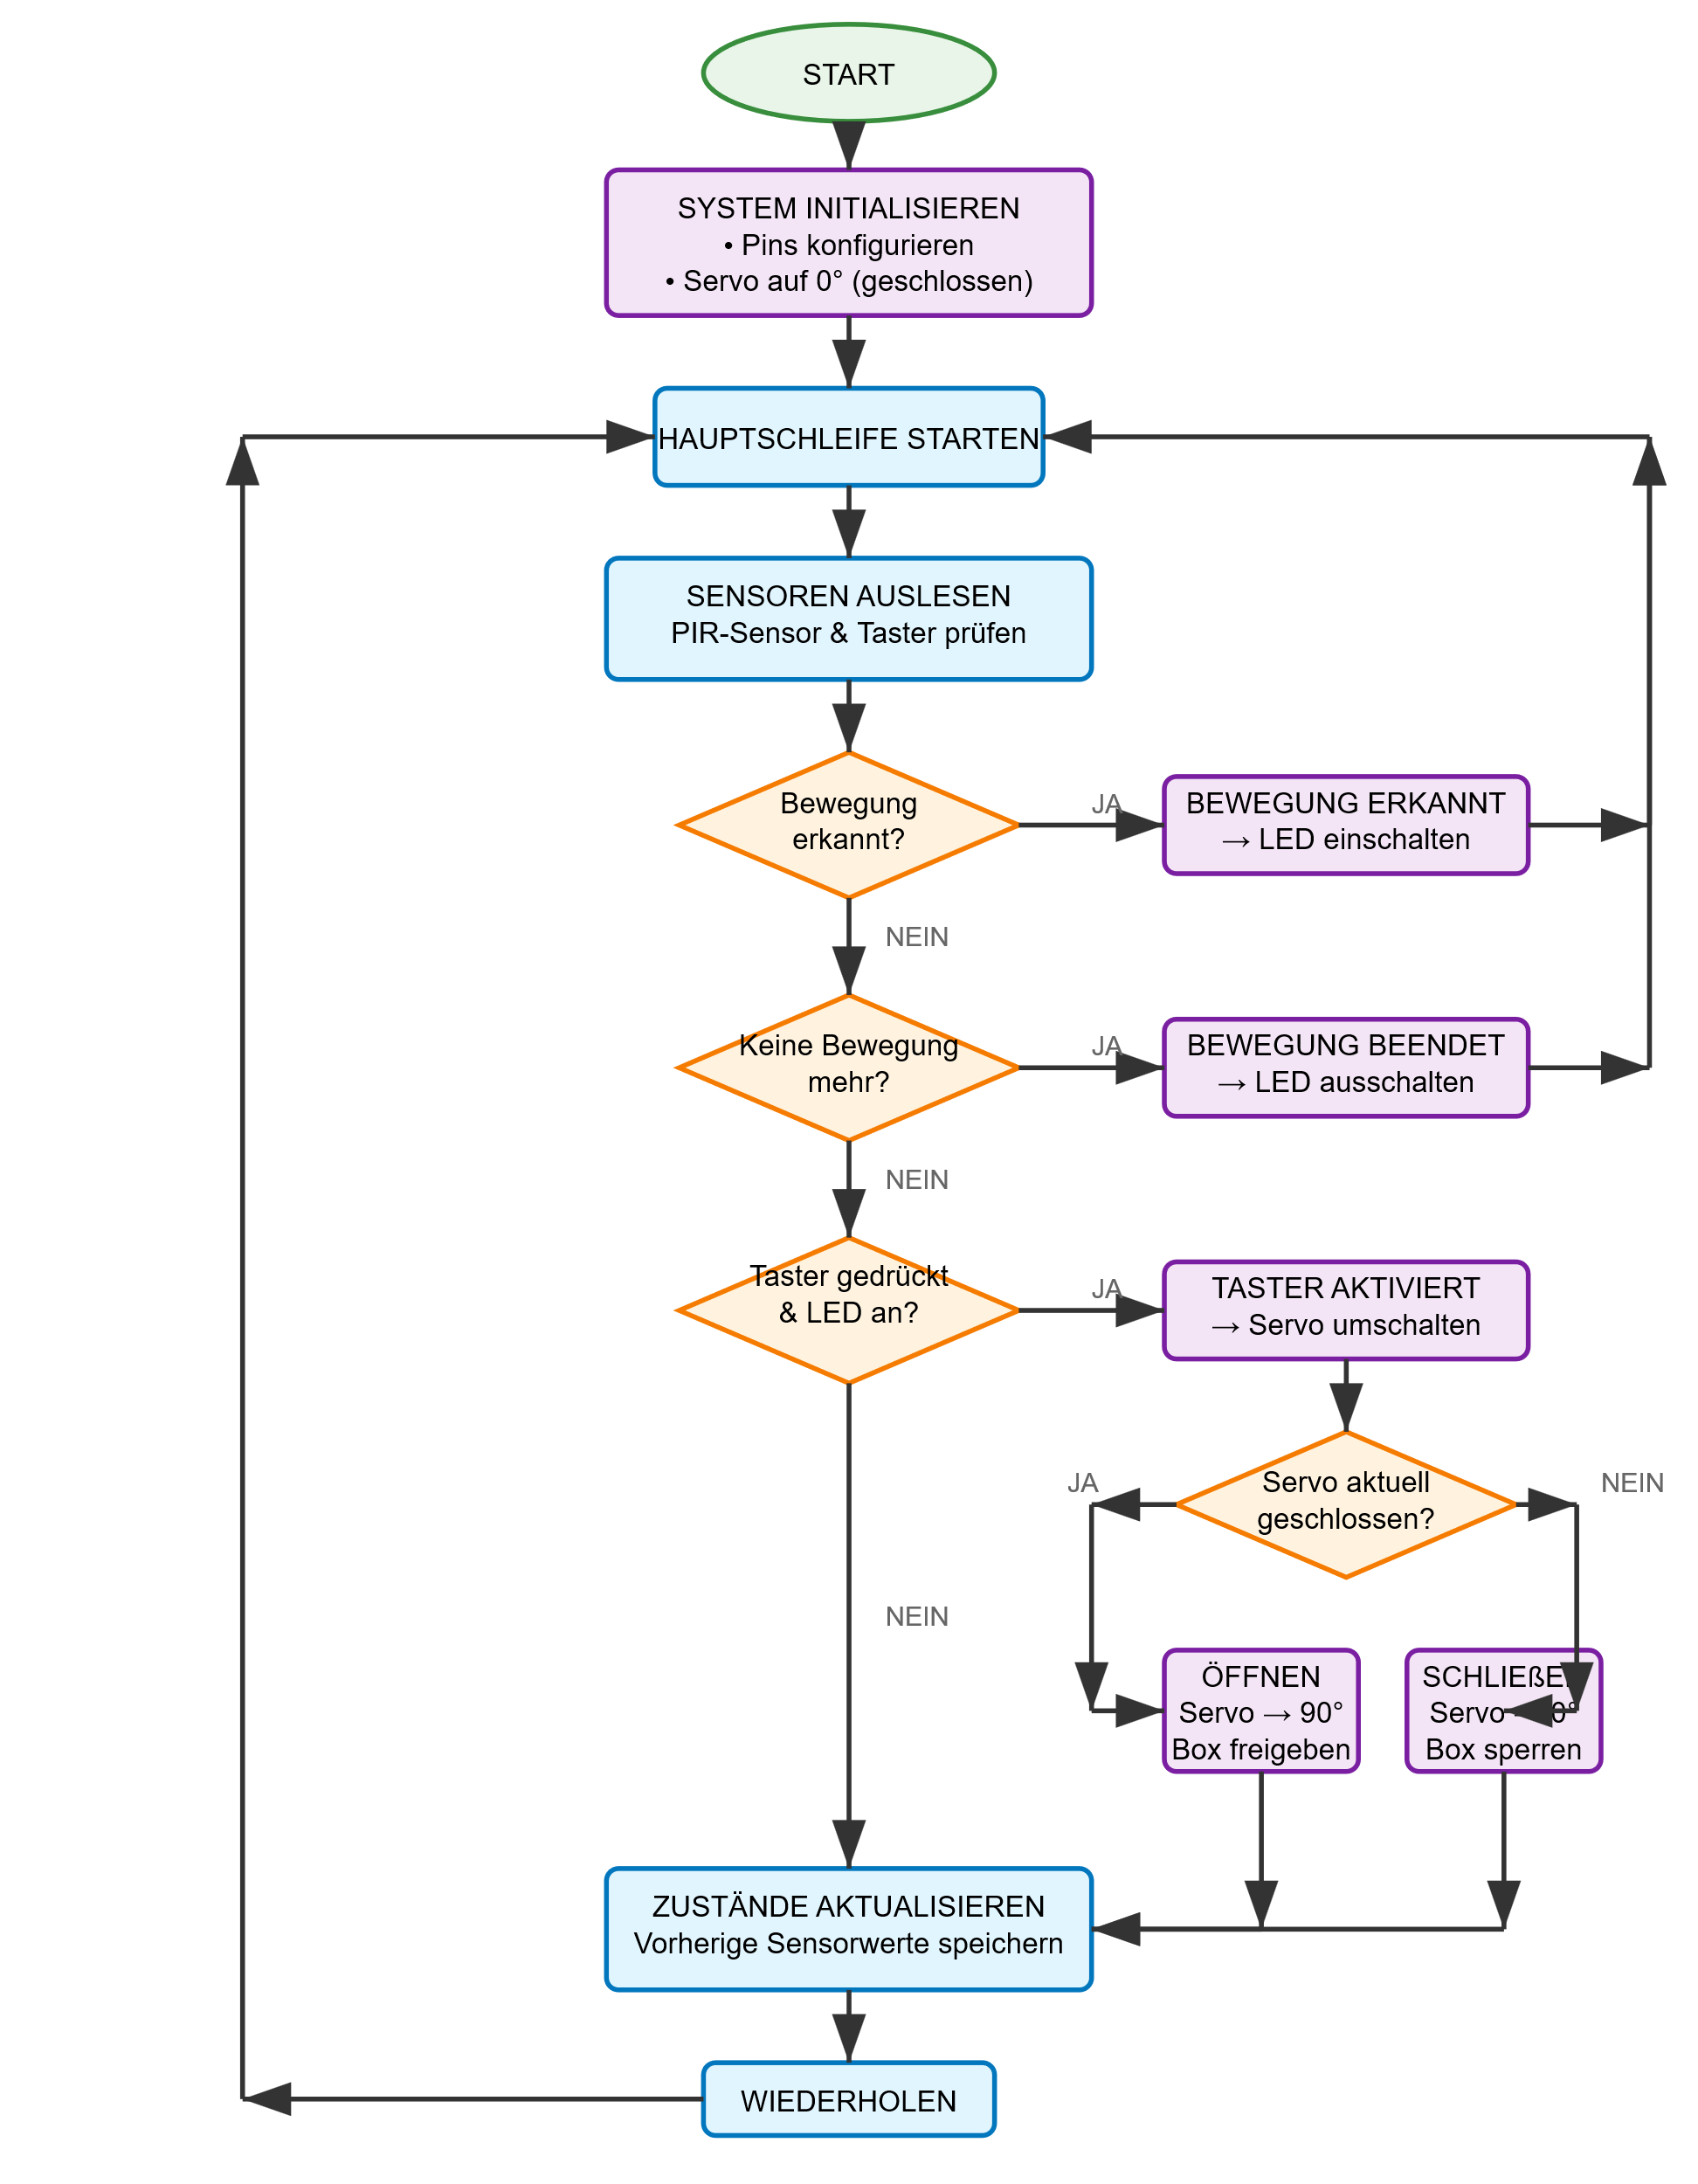 START
SYSTEM INITIALISIEREN
• Pins konfigurieren
• Servo auf 0° (geschlossen)
HAUPTSCHLEIFE STARTEN
SENSOREN AUSLESEN
PIR-Sensor & Taster prüfen
Bewegung
erkannt?
JA
BEWEGUNG ERKANNT
→ LED einschalten
NEIN
Keine Bewegung
mehr?
JA
BEWEGUNG BEENDET
→ LED ausschalten
NEIN
Taster gedrückt
& LED an?
JA
TASTER AKTIVIERT
→ Servo umschalten
JA
Servo aktuell
geschlossen?
NEIN
NEIN
ÖFFNEN
Servo → 90°
Box freigeben
SCHLIEßEN
Servo → 0°
Box sperren
ZUSTÄNDE AKTUALISIEREN
Vorherige Sensorwerte speichern
WIEDERHOLEN